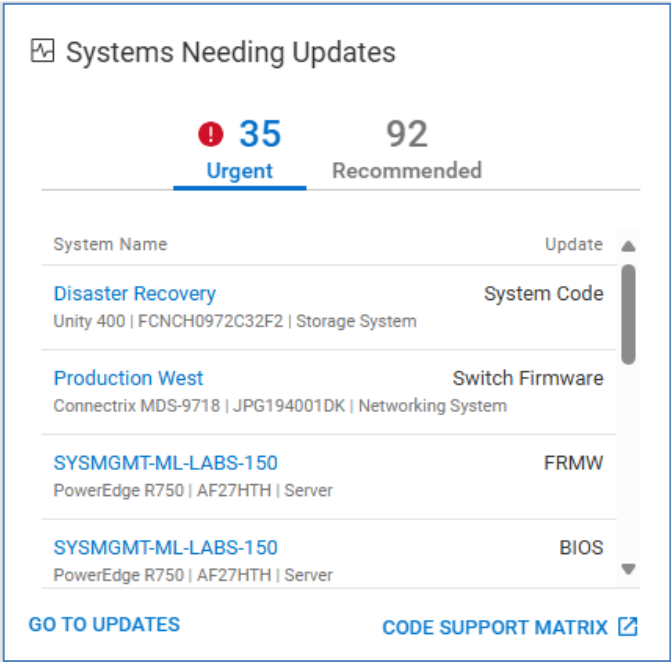 Systems Needing Updates
35 92
Urgent Recommended
System Name Update
Disaster Recovery System Code
Unity 400 | FCNCH0972C32F2 | Storage System
Production West Switch Firmware
Connectrix MDS-9718 | JPG194001DK | Networking System
SYSMGMT-ML-LABS-150 FRMW
PowerEdge R750 | AF27HTH | Server
SYSMGMT-ML-LABS-150 BIOS
PowerEdge R750 | AF27HTH | Server
GO TO UPDATES CODE SUPPORT MATRIX